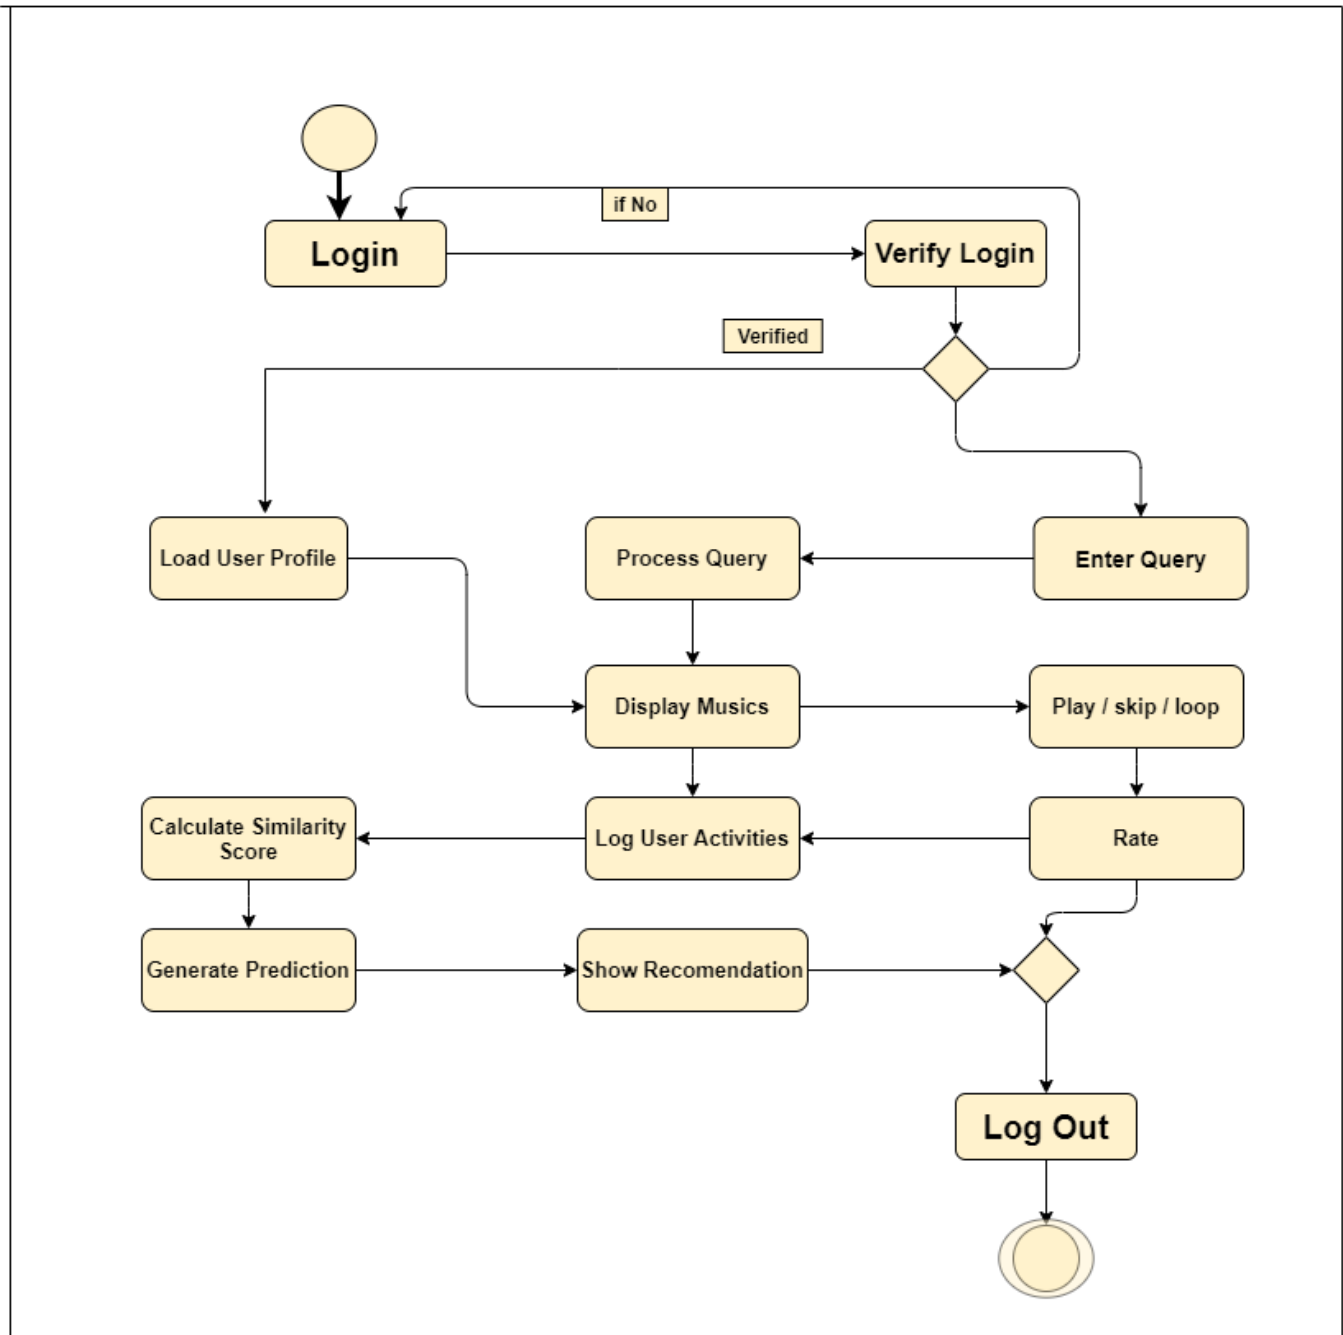 if No
Login
Verify Login
Verified
Load User Profile
Process Query
Enter Query
Display Musics
Play / skip / loop
Calculate Similarity
Score
Log User Activities
Rate
Generate Prediction
Show Recomendation
Log Out